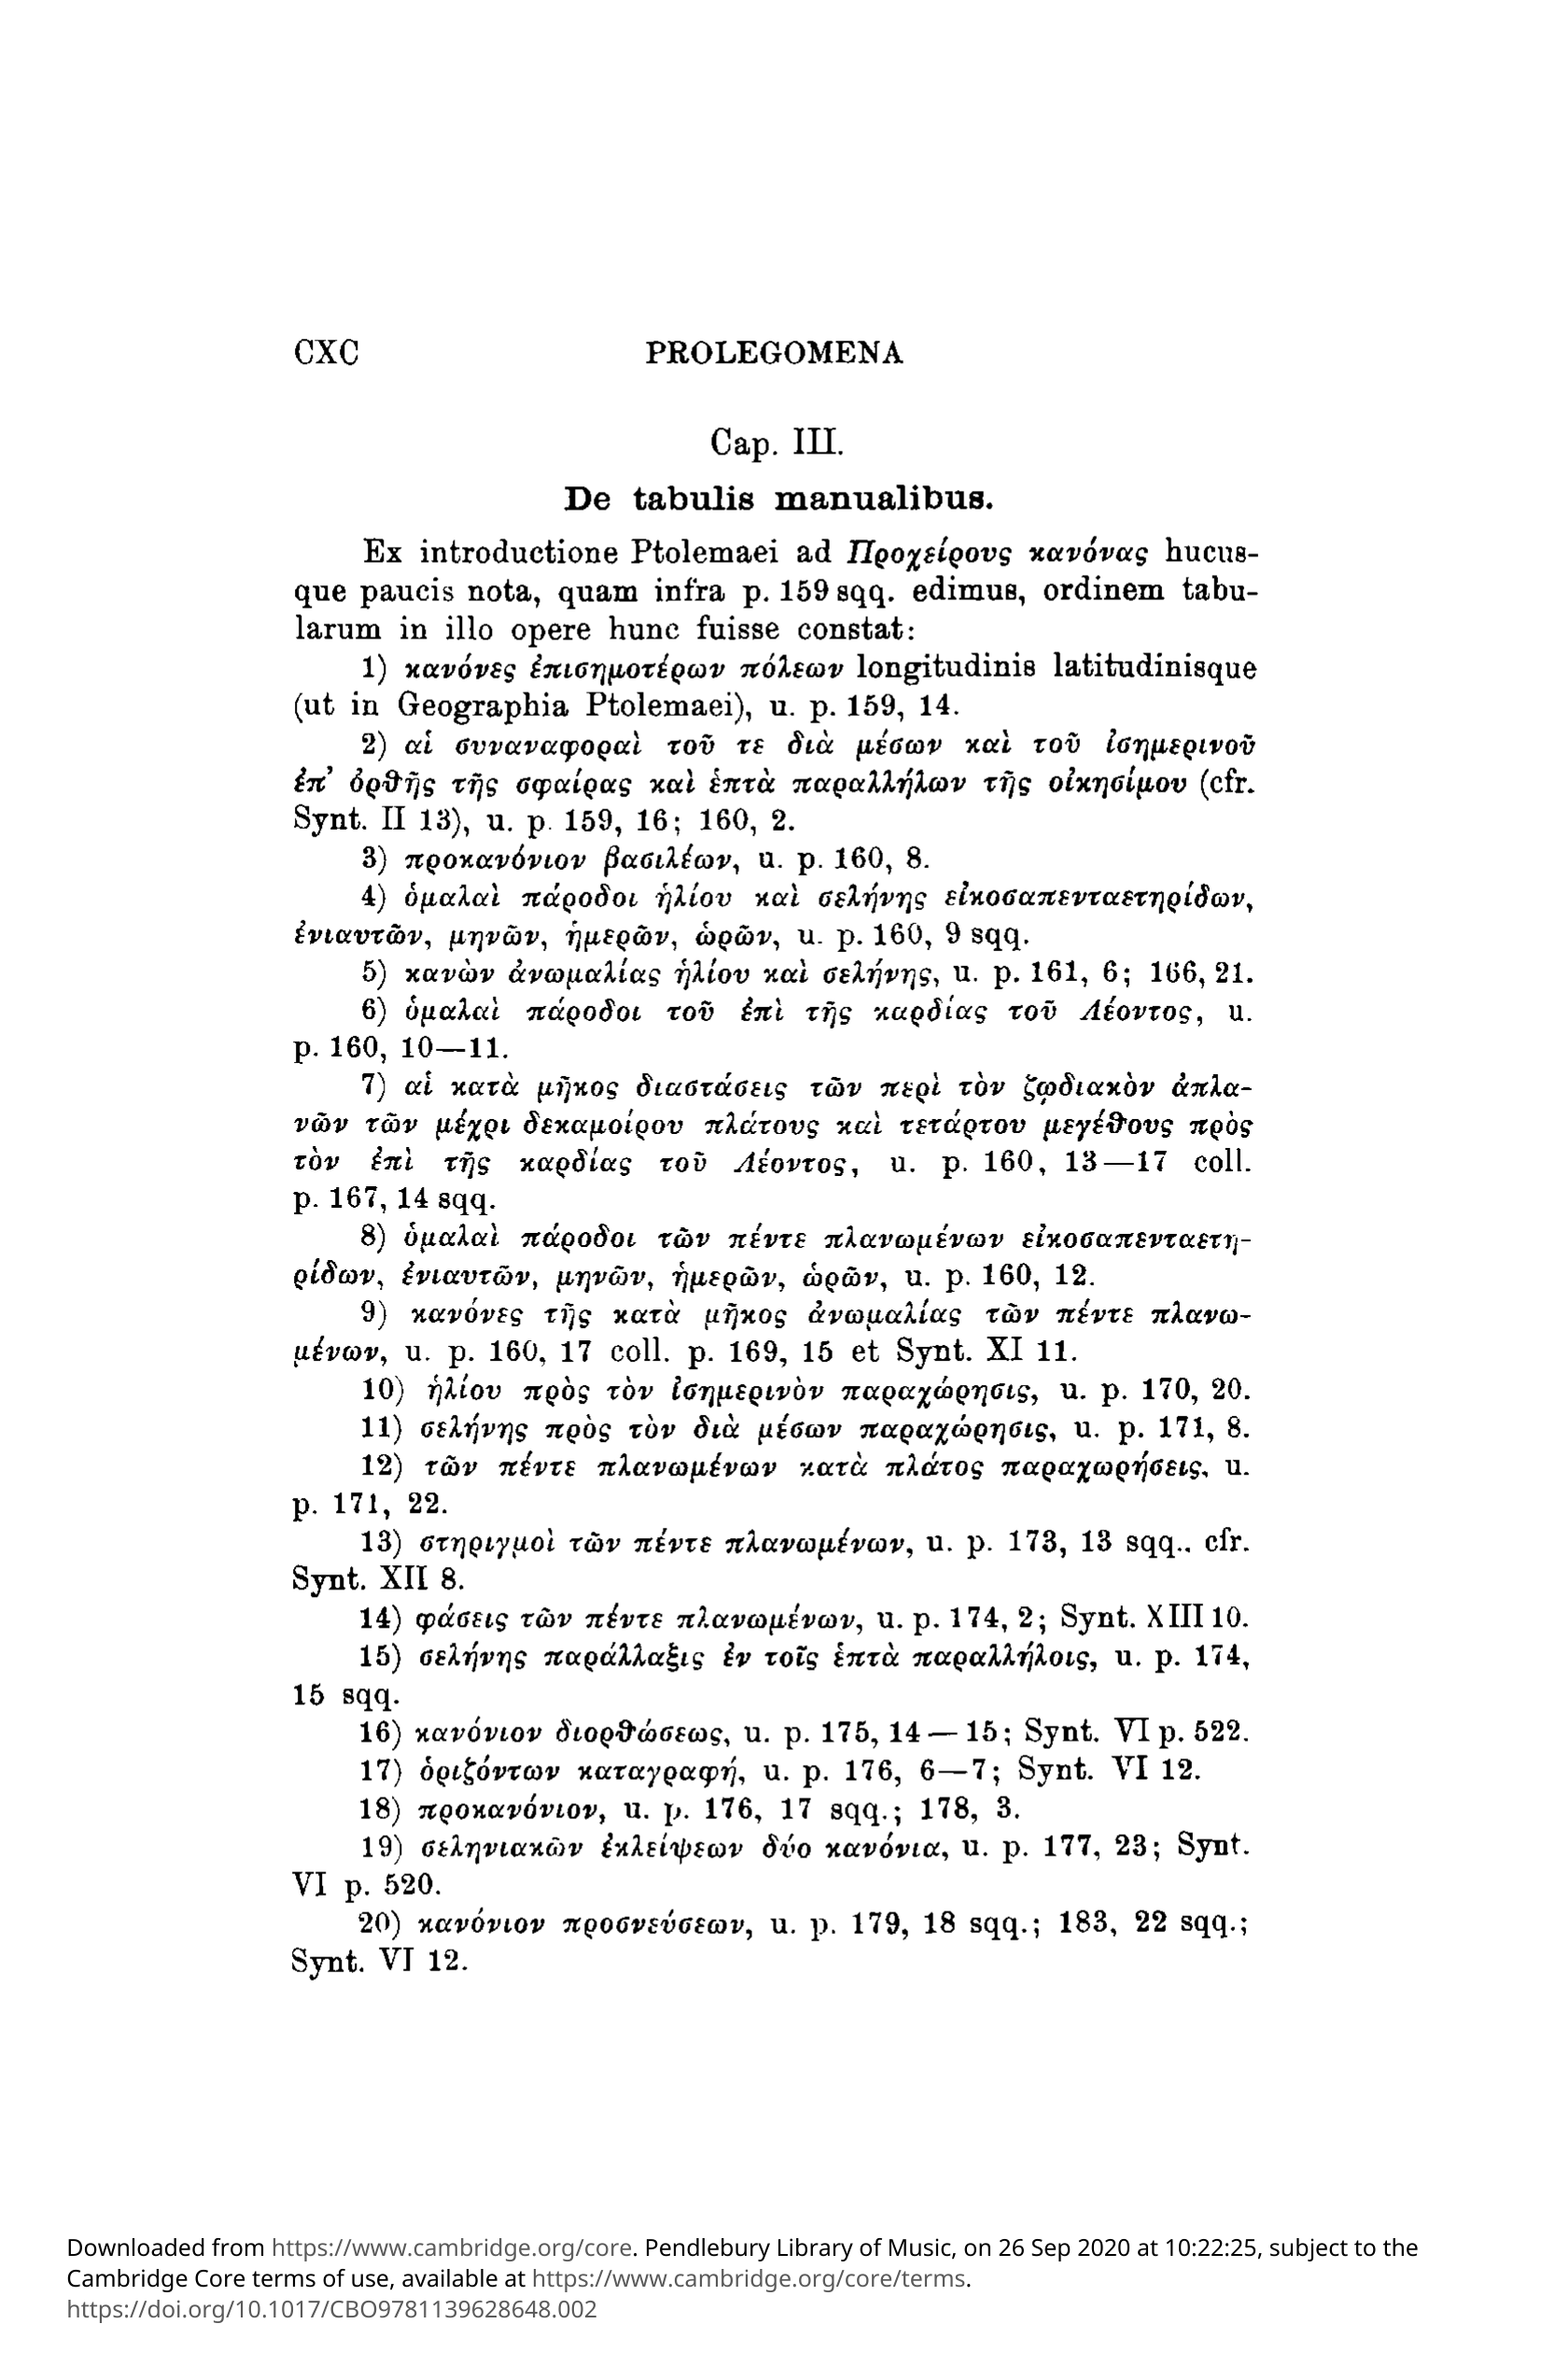 CXC PROLEGOMENA
Cap. III.
De tabulis manualibus.
Ex introductione Ptolemaei ad Προχείρους κανόνας hucus-
que paucis nota, quam infra p. 159 sqq. edimus, ordinem tabu-
larum in illo opere hunc fuisse constat:
1) κανόνες ἐπισημοτέρων πόλεων longitudinis latitudinisque
(ut in Geographia Ptolemaei), u. p. 159, 14.
2) αἱ συναναφοραὶ τοῦ τε διὰ μέσων καὶ τοῦ ἰσημερινοῦ
ἐπ’ ὀρθῆς τῆς σφαίρας καὶ ἑπτὰ παραλλήλων τῆς οἰκησίμου (cfr.
Synt. II 13), u. p. 159, 16; 160, 2.
3) προκανόνιον βασιλέων, u. p. 160, 8.
4) ὁμαλαὶ πάροδοι ἡλίου καὶ σελήνης εἰκοσαπενταετηρίδων,
ἐνιαυτῶν, μηνῶν, ἡμερῶν, ὡρῶν, u. p. 160, 9 sqq.
5) κανὼν ἀνωμαλίας ἡλίου καὶ σελήνης, u. p. 161, 6; 166, 21.
6) ὁμαλαὶ πάροδοι τοῦ ἐπὶ τῆς καρδίας τοῦ Λέοντος, u.
p. 160, 10—11.
7) αἱ κατὰ μῆκος διαστάσεις τῶν περὶ τὸν ζῳδιακὸν ἀπλα-
νῶν τῶν μέχρι δεκαμοίρου πλάτους καὶ τετάρτου μεγέθους πρὸς
τὸν ἐπὶ τῆς καρδίας τοῦ Λέοντος, u. p. 160, 13—17 coll.
p. 167, 14 sqq.
8) ὁμαλαὶ πάροδοι τῶν πέντε πλανωμένων εἰκοσαπενταετη-
ρίδων, ἐνιαυτῶν, μηνῶν, ἡμερῶν, ὡρῶν, u. p. 160, 12.
9) κανόνες τῆς κατὰ μῆκος ἀνωμαλίας τῶν πέντε πλανω-
μένων, u. p. 160, 17 coll. p. 169, 15 et Synt. XI 11.
10) ἡλίου πρὸς τὸν ἰσημερινὸν παραχώρησις, u. p. 170, 20.
11) σελήνης πρὸς τὸν διὰ μέσων παραχώρησις, u. p. 171, 8.
12) τῶν πέντε πλανωμένων κατὰ πλάτος παραχωρήσεις, u.
p. 171, 22.
13) στηριγμοὶ τῶν πέντε πλανωμένων, u. p. 173, 13 sqq., cfr.
Synt. XII 8.
14) φάσεις τῶν πέντε πλανωμένων, u. p. 174, 2; Synt. XIII 10.
15) σελήνης παράλλαξις ἐν τοῖς ἑπτὰ παραλλήλοις, u. p. 174,
15 sqq.
16) κανόνιον διορθώσεως, u. p. 175, 14—15; Synt. VI p. 522.
17) ὁριζόντων καταγραφή, u. p. 176, 6—7; Synt. VI 12.
18) προκανόνιον, u. p. 176, 17 sqq.; 178, 3.
19) σεληνιακῶν ἐκλείψεων δύο κανόνια, u. p. 177, 23; Synt.
VI p. 520.
20) κανόνιον προσνεύσεων, u. p. 179, 18 sqq.; 183, 22 sqq.;
Synt. VI 12.
Downloaded from https://www.cambridge.org/core. Pendlebury Library of Music, on 26 Sep 2020 at 10:22:25, subject to the
Cambridge Core terms of use, available at https://www.cambridge.org/core/terms.
https://doi.org/10.1017/CBO9781139628648.002